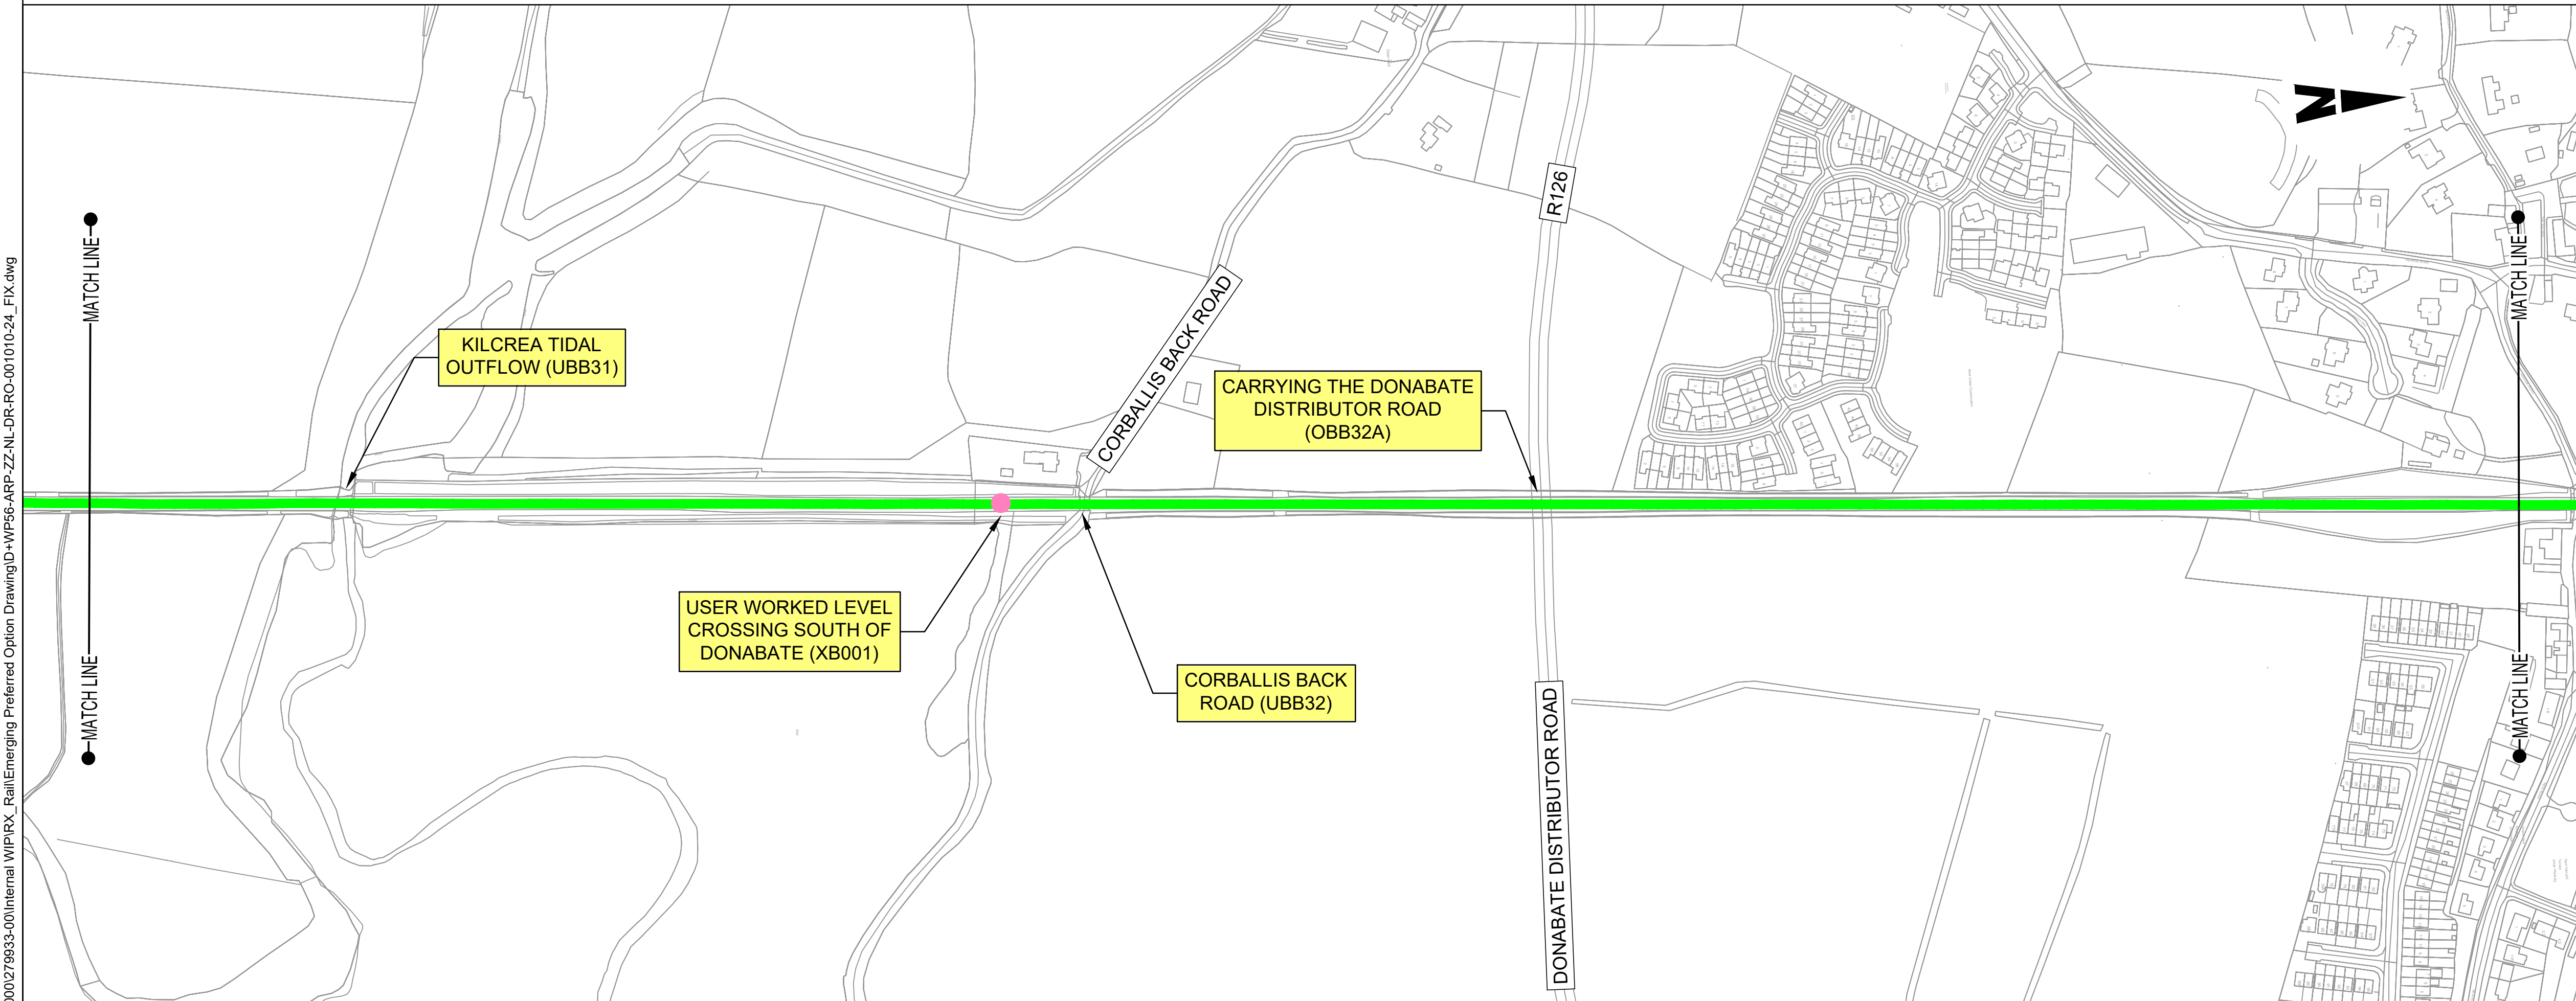 000\279933-00\Internal WIP\RX_Rail\Emerging Preferred Option Drawing\D+WP56-ARP-ZZ-NL-DR-RO-001010-24_FIX.dwg
MATCH LINE
MATCH LINE
KILCREA TIDAL
OUTFLOW (UBB31)
USER WORKED LEVEL
CROSSING SOUTH OF
DONABATE (XB001)
CORBALLIS BACK ROAD
CORBALLIS BACK
ROAD (UBB32)
CARRYING THE DONABATE
DISTRIBUTOR ROAD
(OBB32A)
R126
DONABATE DISTRIBUTOR ROAD
N
MATCH LINE
MATCH LINE